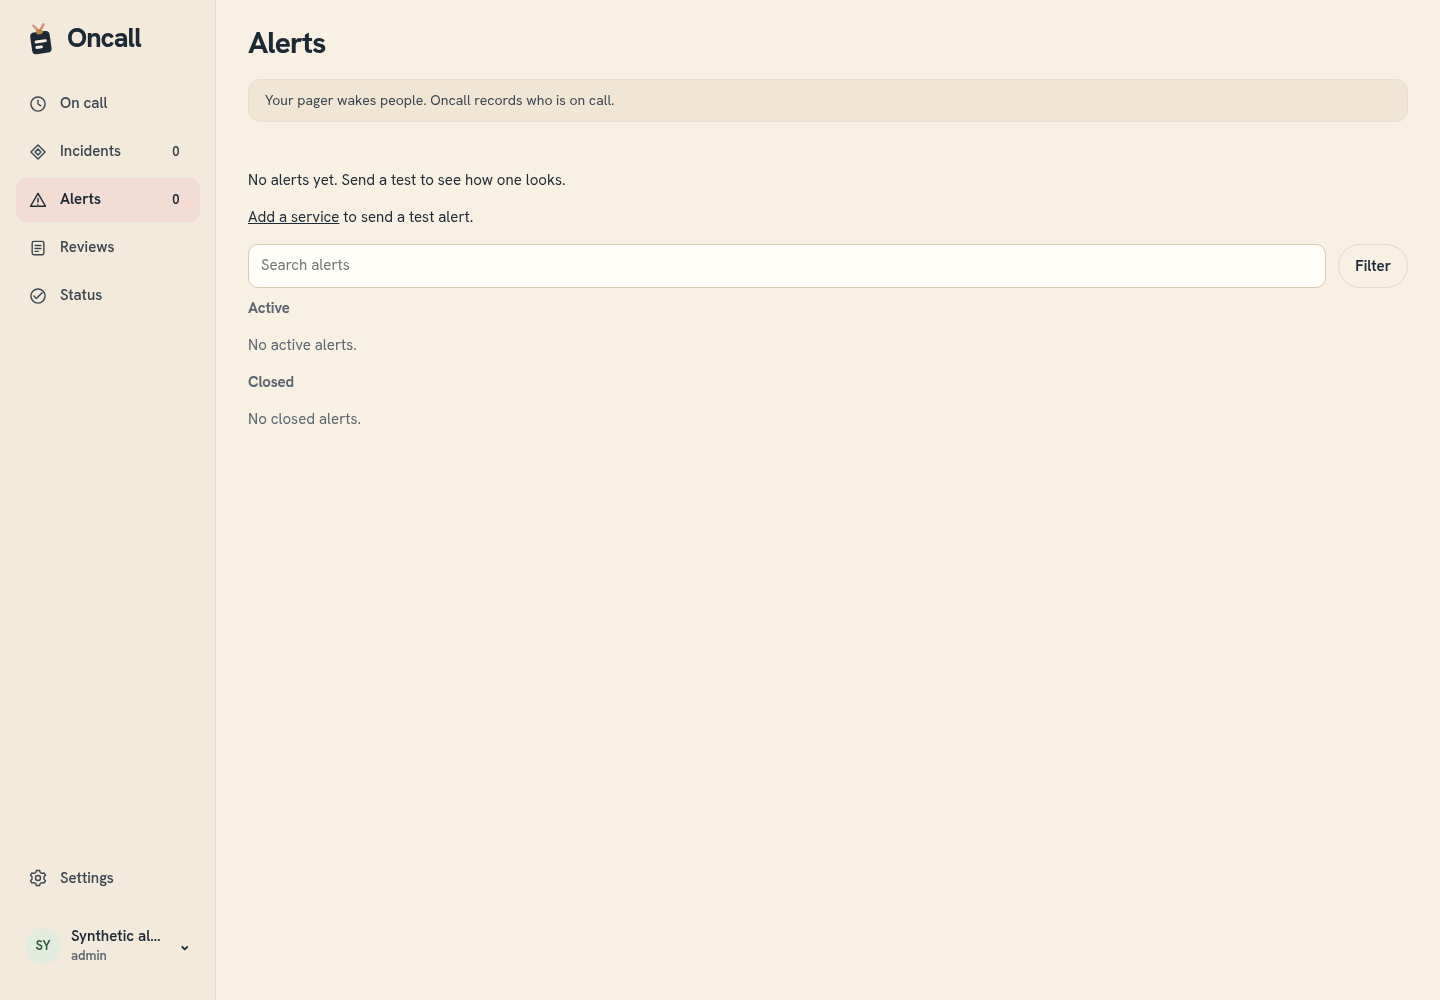 Oncall
On call
Incidents 0
Alerts 0
Reviews
Status
Settings
SY
Synthetic al...
admin
Alerts
Your pager wakes people. Oncall records who is on call.
No alerts yet. Send a test to see how one looks.
Add a service to send a test alert.
Search alerts
Filter
Active
No active alerts.
Closed
No closed alerts.